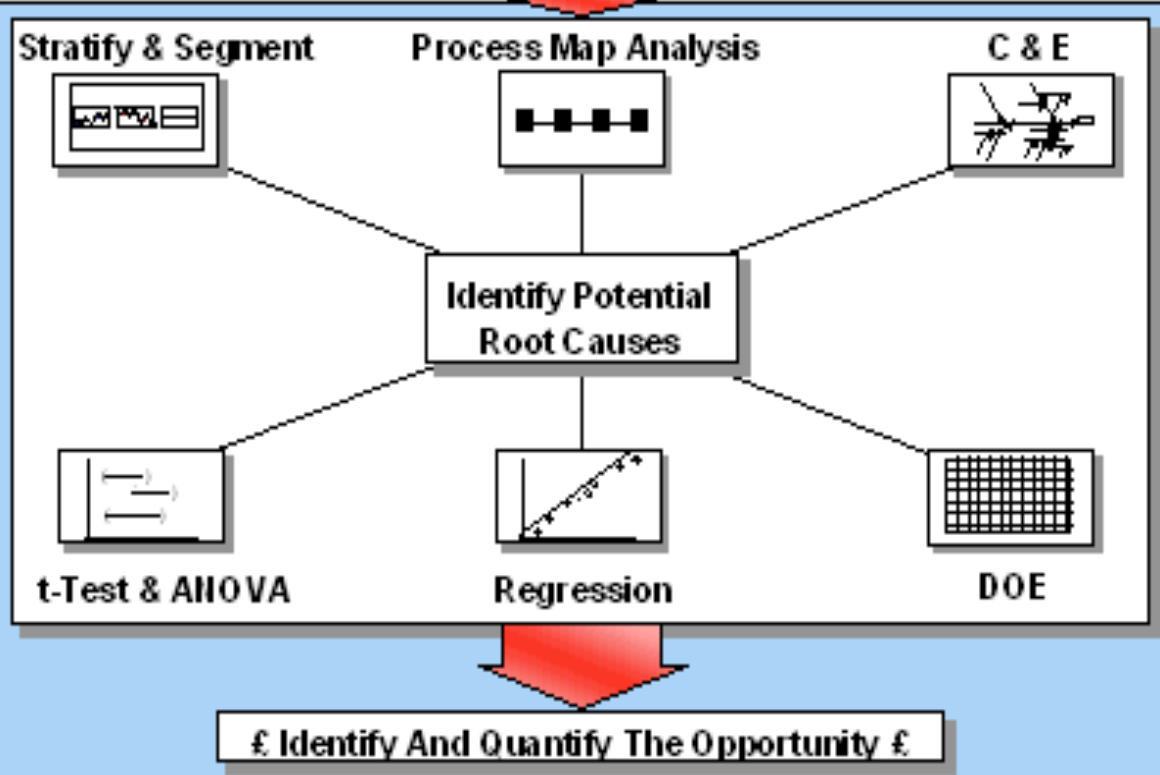 Stratify & Segment
Process Map Analysis
C & E
Identify Potential
Root Causes
t-Test & ANOVA
Regression
DOE
£ Identify And Quantify The Opportunity £